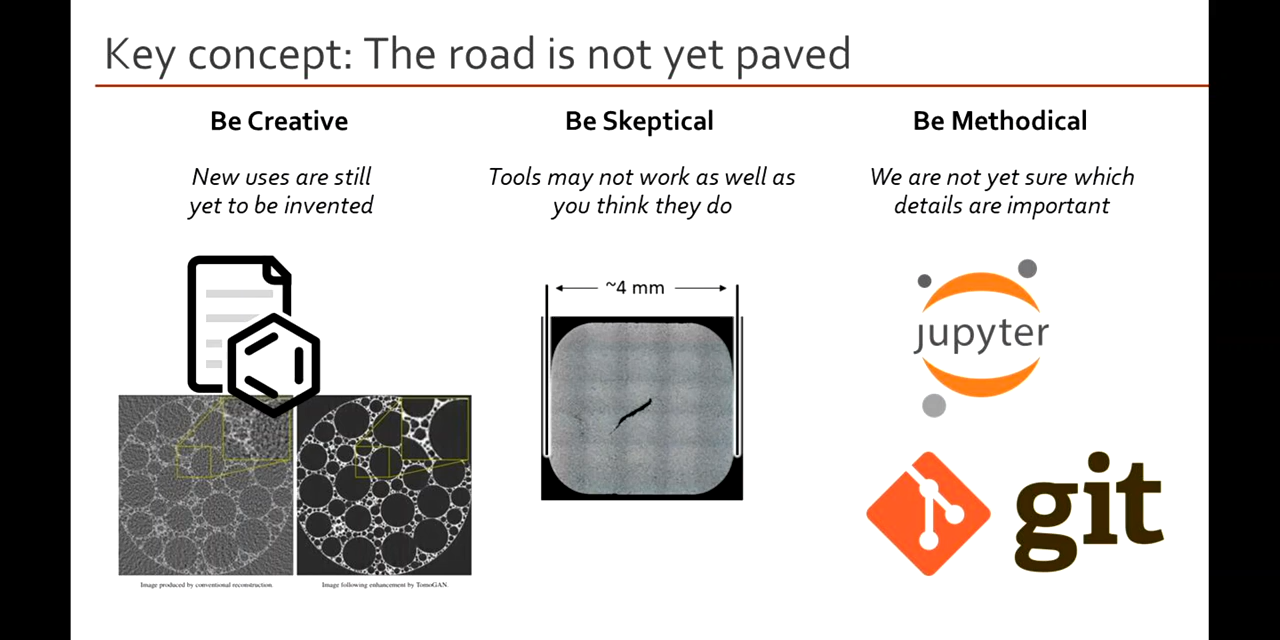 Key concept: The road is not yet paved
Be Creative
New uses are still
yet to be invented
Be Skeptical
Tools may not work as well as
you think they do
Be Methodical
We are not yet sure which
details are important
~4 mm
jupyter
git
Image produced by conventional reconstruction.
Image following enhancement by TomoGAN